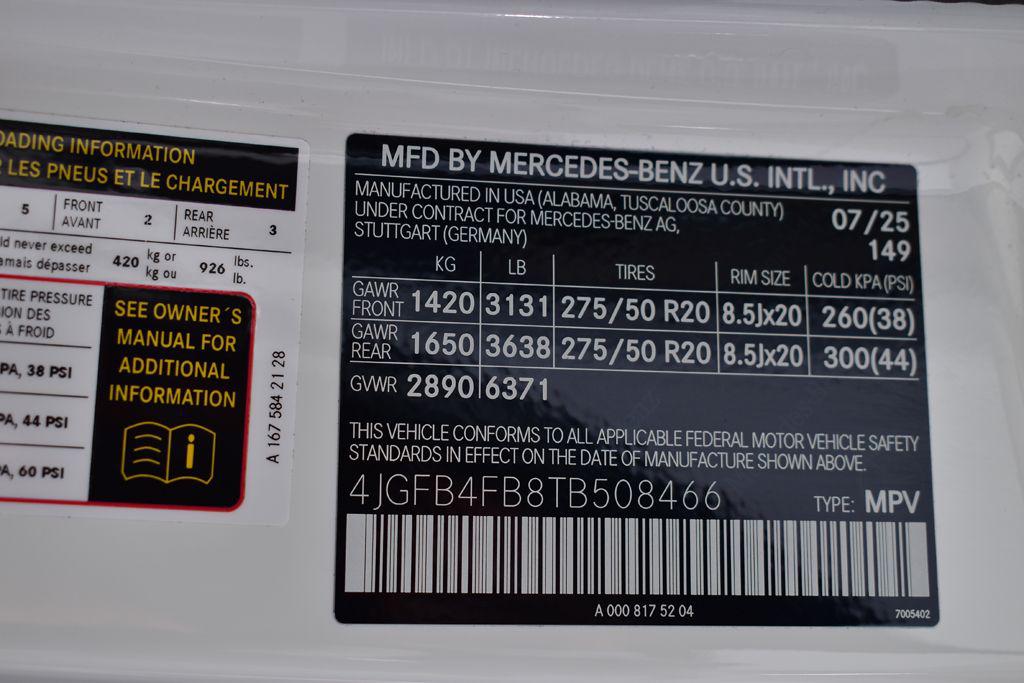 OADING INFORMATION
LES PNEUS ET LE CHARGEMENT
5 FRONT AVANT 2 REAR ARRIÈRE 3
ld never exceed
amais dépasser 420 kg or kg ou 926 lbs. lb.
TIRE PRESSURE
ION DES
À FROID
PA, 38 PSI
PA, 44 PSI
PA, 60 PSI
SEE OWNER´S
MANUAL FOR
ADDITIONAL
INFORMATION
A 167 584 21 28
MFD BY MERCEDES-BENZ U.S. INTL., INC
MANUFACTURED IN USA (ALABAMA, TUSCALOOSA COUNTY)
UNDER CONTRACT FOR MERCEDES-BENZ AG,
STUTTGART (GERMANY)
07/25
149
KG LB TIRES RIM SIZE COLD KPA (PSI)
GAWR FRONT 1420 3131 275/50 R20 8.5Jx20 260(38)
GAWR REAR 1650 3638 275/50 R20 8.5Jx20 300(44)
GVWR 2890 6371
THIS VEHICLE CONFORMS TO ALL APPLICABLE FEDERAL MOTOR VEHICLE SAFETY
STANDARDS IN EFFECT ON THE DATE OF MANUFACTURE SHOWN ABOVE.
4JGFB4FB8TB508466 TYPE: MPV
A 000 817 52 04
7005402